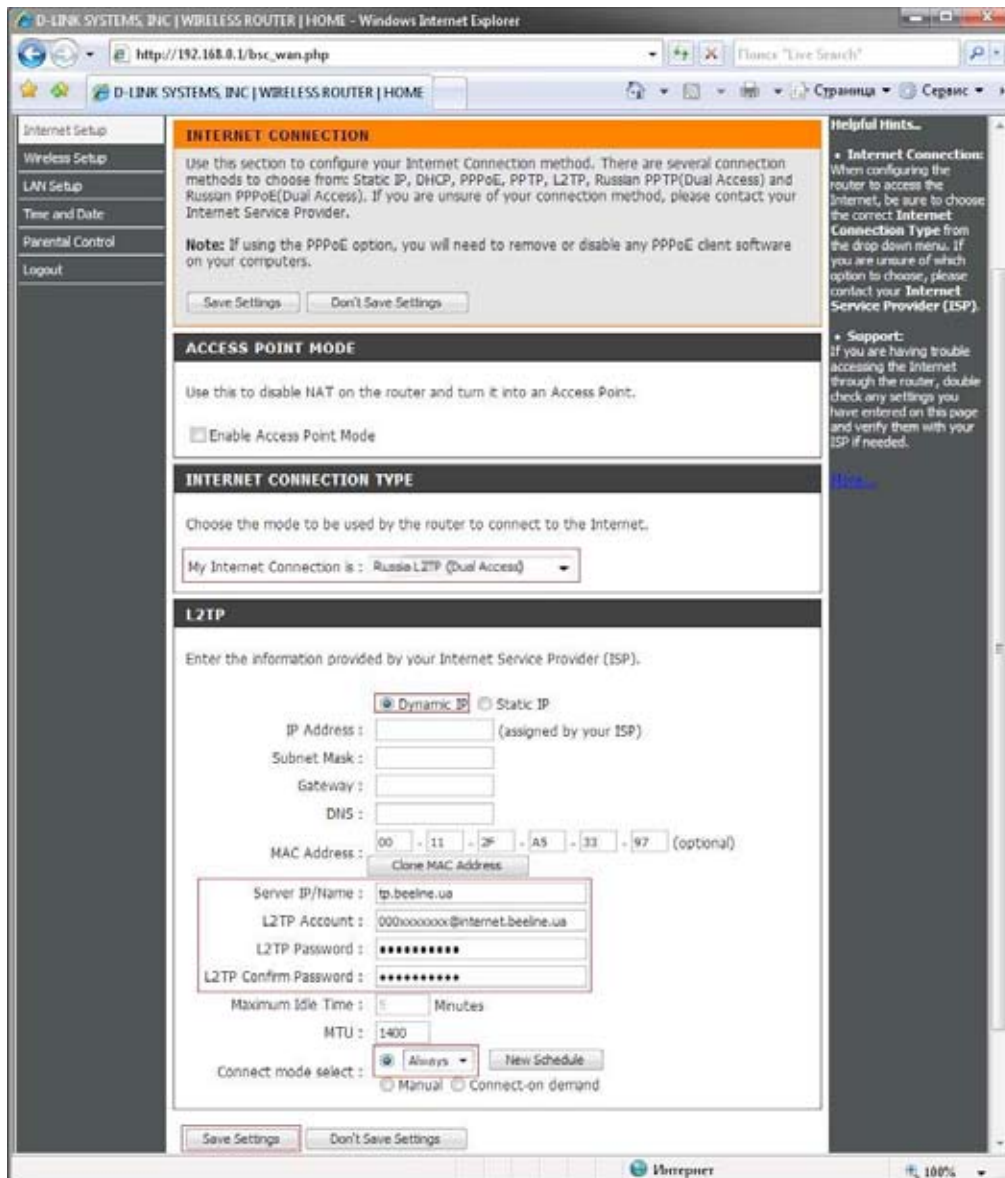 D-LINK SYSTEMS, INC | WIRELESS ROUTER | HOME - Windows Internet Explorer
http://192.168.0.1/bsc_wan.php
Поиск "Live Search"
D-LINK SYSTEMS, INC | WIRELESS ROUTER | HOME
Страница
Сервис
Internet Setup
Wireless Setup
LAN Setup
Time and Date
Parental Control
Logout
INTERNET CONNECTION
Use this section to configure your Internet Connection method. There are several connection
methods to choose from: Static IP, DHCP, PPPoE, PPTP, L2TP, Russian PPTP(Dual Access) and
Russian PPPoE(Dual Access). If you are unsure of your connection method, please contact your
Internet Service Provider.
Note: If using the PPPoE option, you will need to remove or disable any PPPoE client software
on your computers.
Save Settings
Don't Save Settings
ACCESS POINT MODE
Use this to disable NAT on the router and turn it into an Access Point.
Enable Access Point Mode
INTERNET CONNECTION TYPE
Choose the mode to be used by the router to connect to the Internet.
My Internet Connection is : Russia L2TP (Dual Access)
L2TP
Enter the information provided by your Internet Service Provider (ISP).
Dynamic IP Static IP
IP Address : (assigned by your ISP)
Subnet Mask :
Gateway :
DNS :
MAC Address : 00 - 11 - 2F - A5 - 33 - 97 (optional)
Clone MAC Address
Server IP/Name : tp.beeline.ua
L2TP Account : @internet.beeline.ua
L2TP Password : ••••••••••
L2TP Confirm Password : ••••••••••
Maximum Idle Time : 5 Minutes
MTU : 1400
Connect mode select : Always New Schedule
Manual Connect-on demand
Save Settings
Don't Save Settings
Helpful Hints..
• Internet Connection:
When configuring the
router to access the
Internet, be sure to choose
the correct Internet
Connection Type from
the drop down menu. If
you are unsure of which
option to choose, please
contact your Internet
Service Provider (ISP).
• Support:
If you are having trouble
accessing the Internet
through the router, double
check any settings you
have entered on this page
and verify them with your
ISP if needed.
More...
Интернет
100%